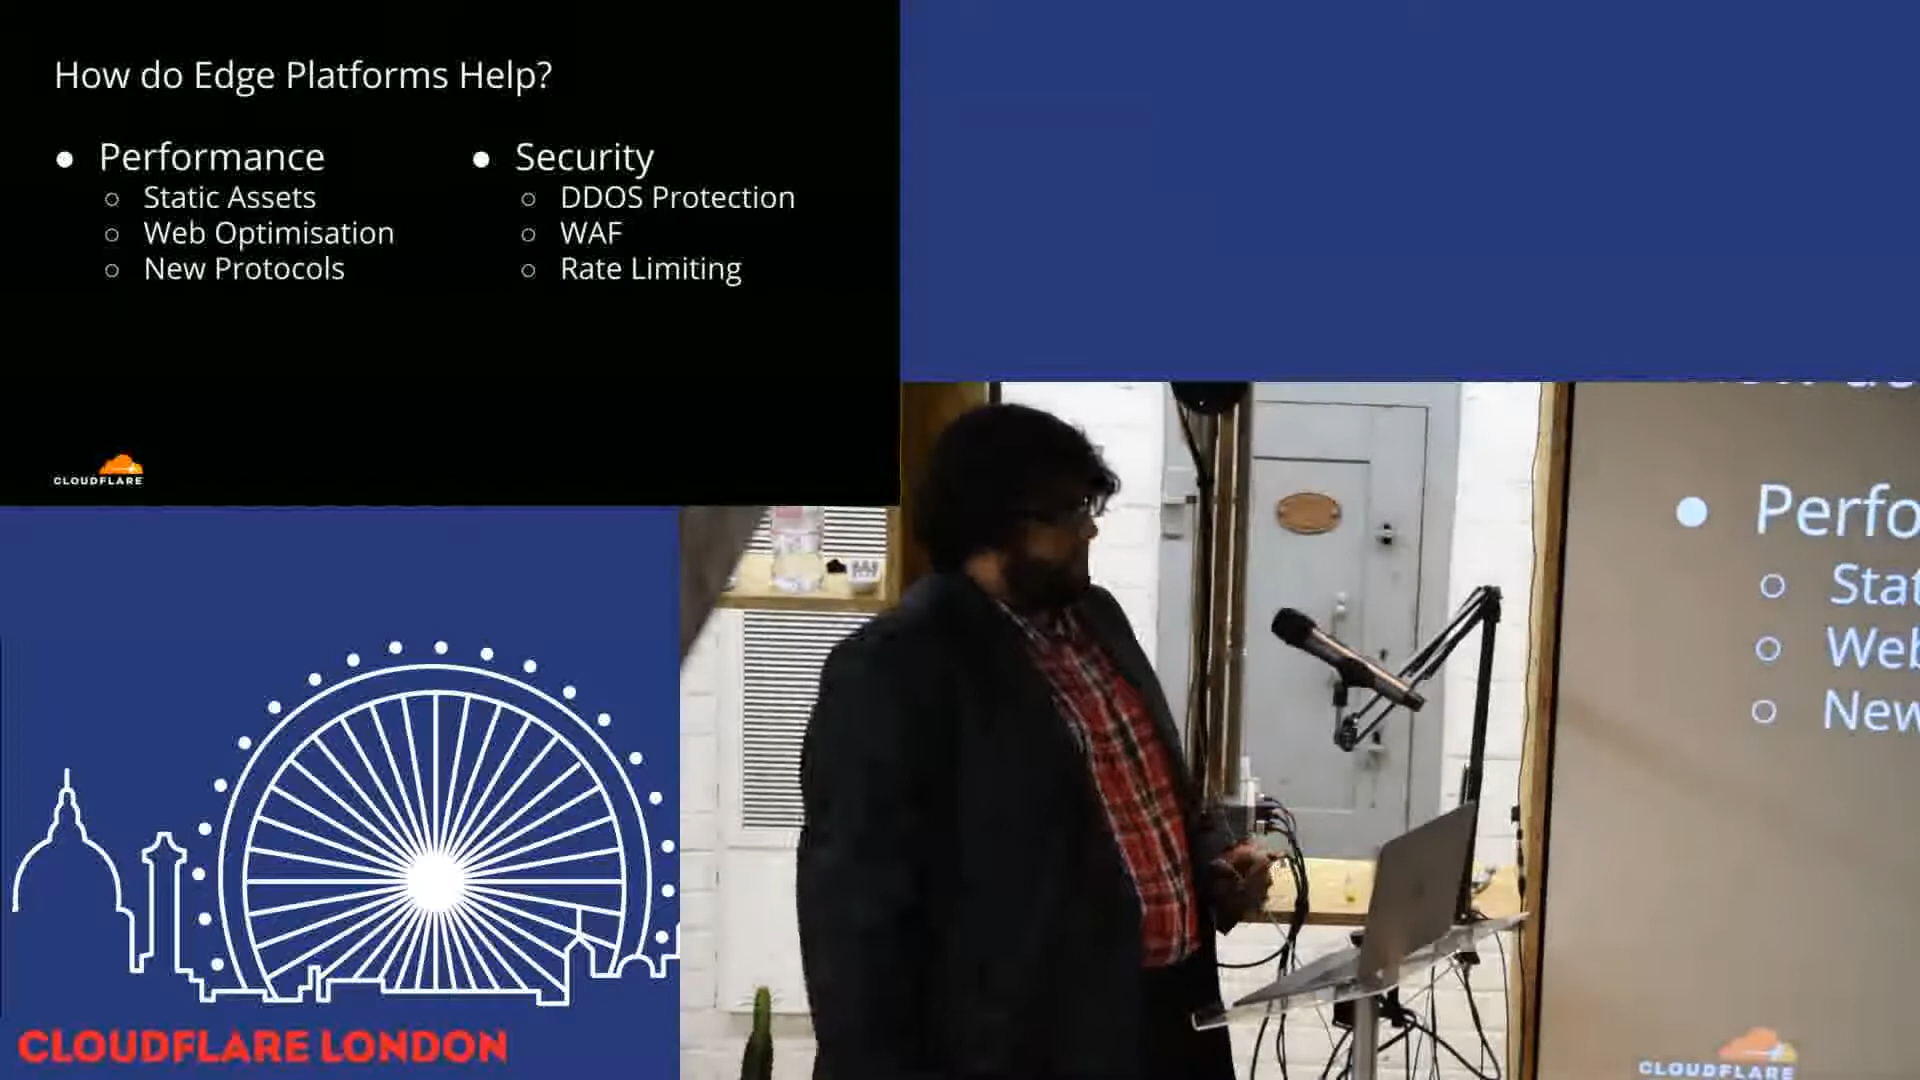 How do Edge Platforms Help?
● Performance
○ Static Assets
○ Web Optimisation
○ New Protocols
● Security
○ DDOS Protection
○ WAF
○ Rate Limiting
CLOUDFLARE
● Perfo
○ Stat
○ Web
○ New
CLOUDFLARE
CLOUDFLARE LONDON